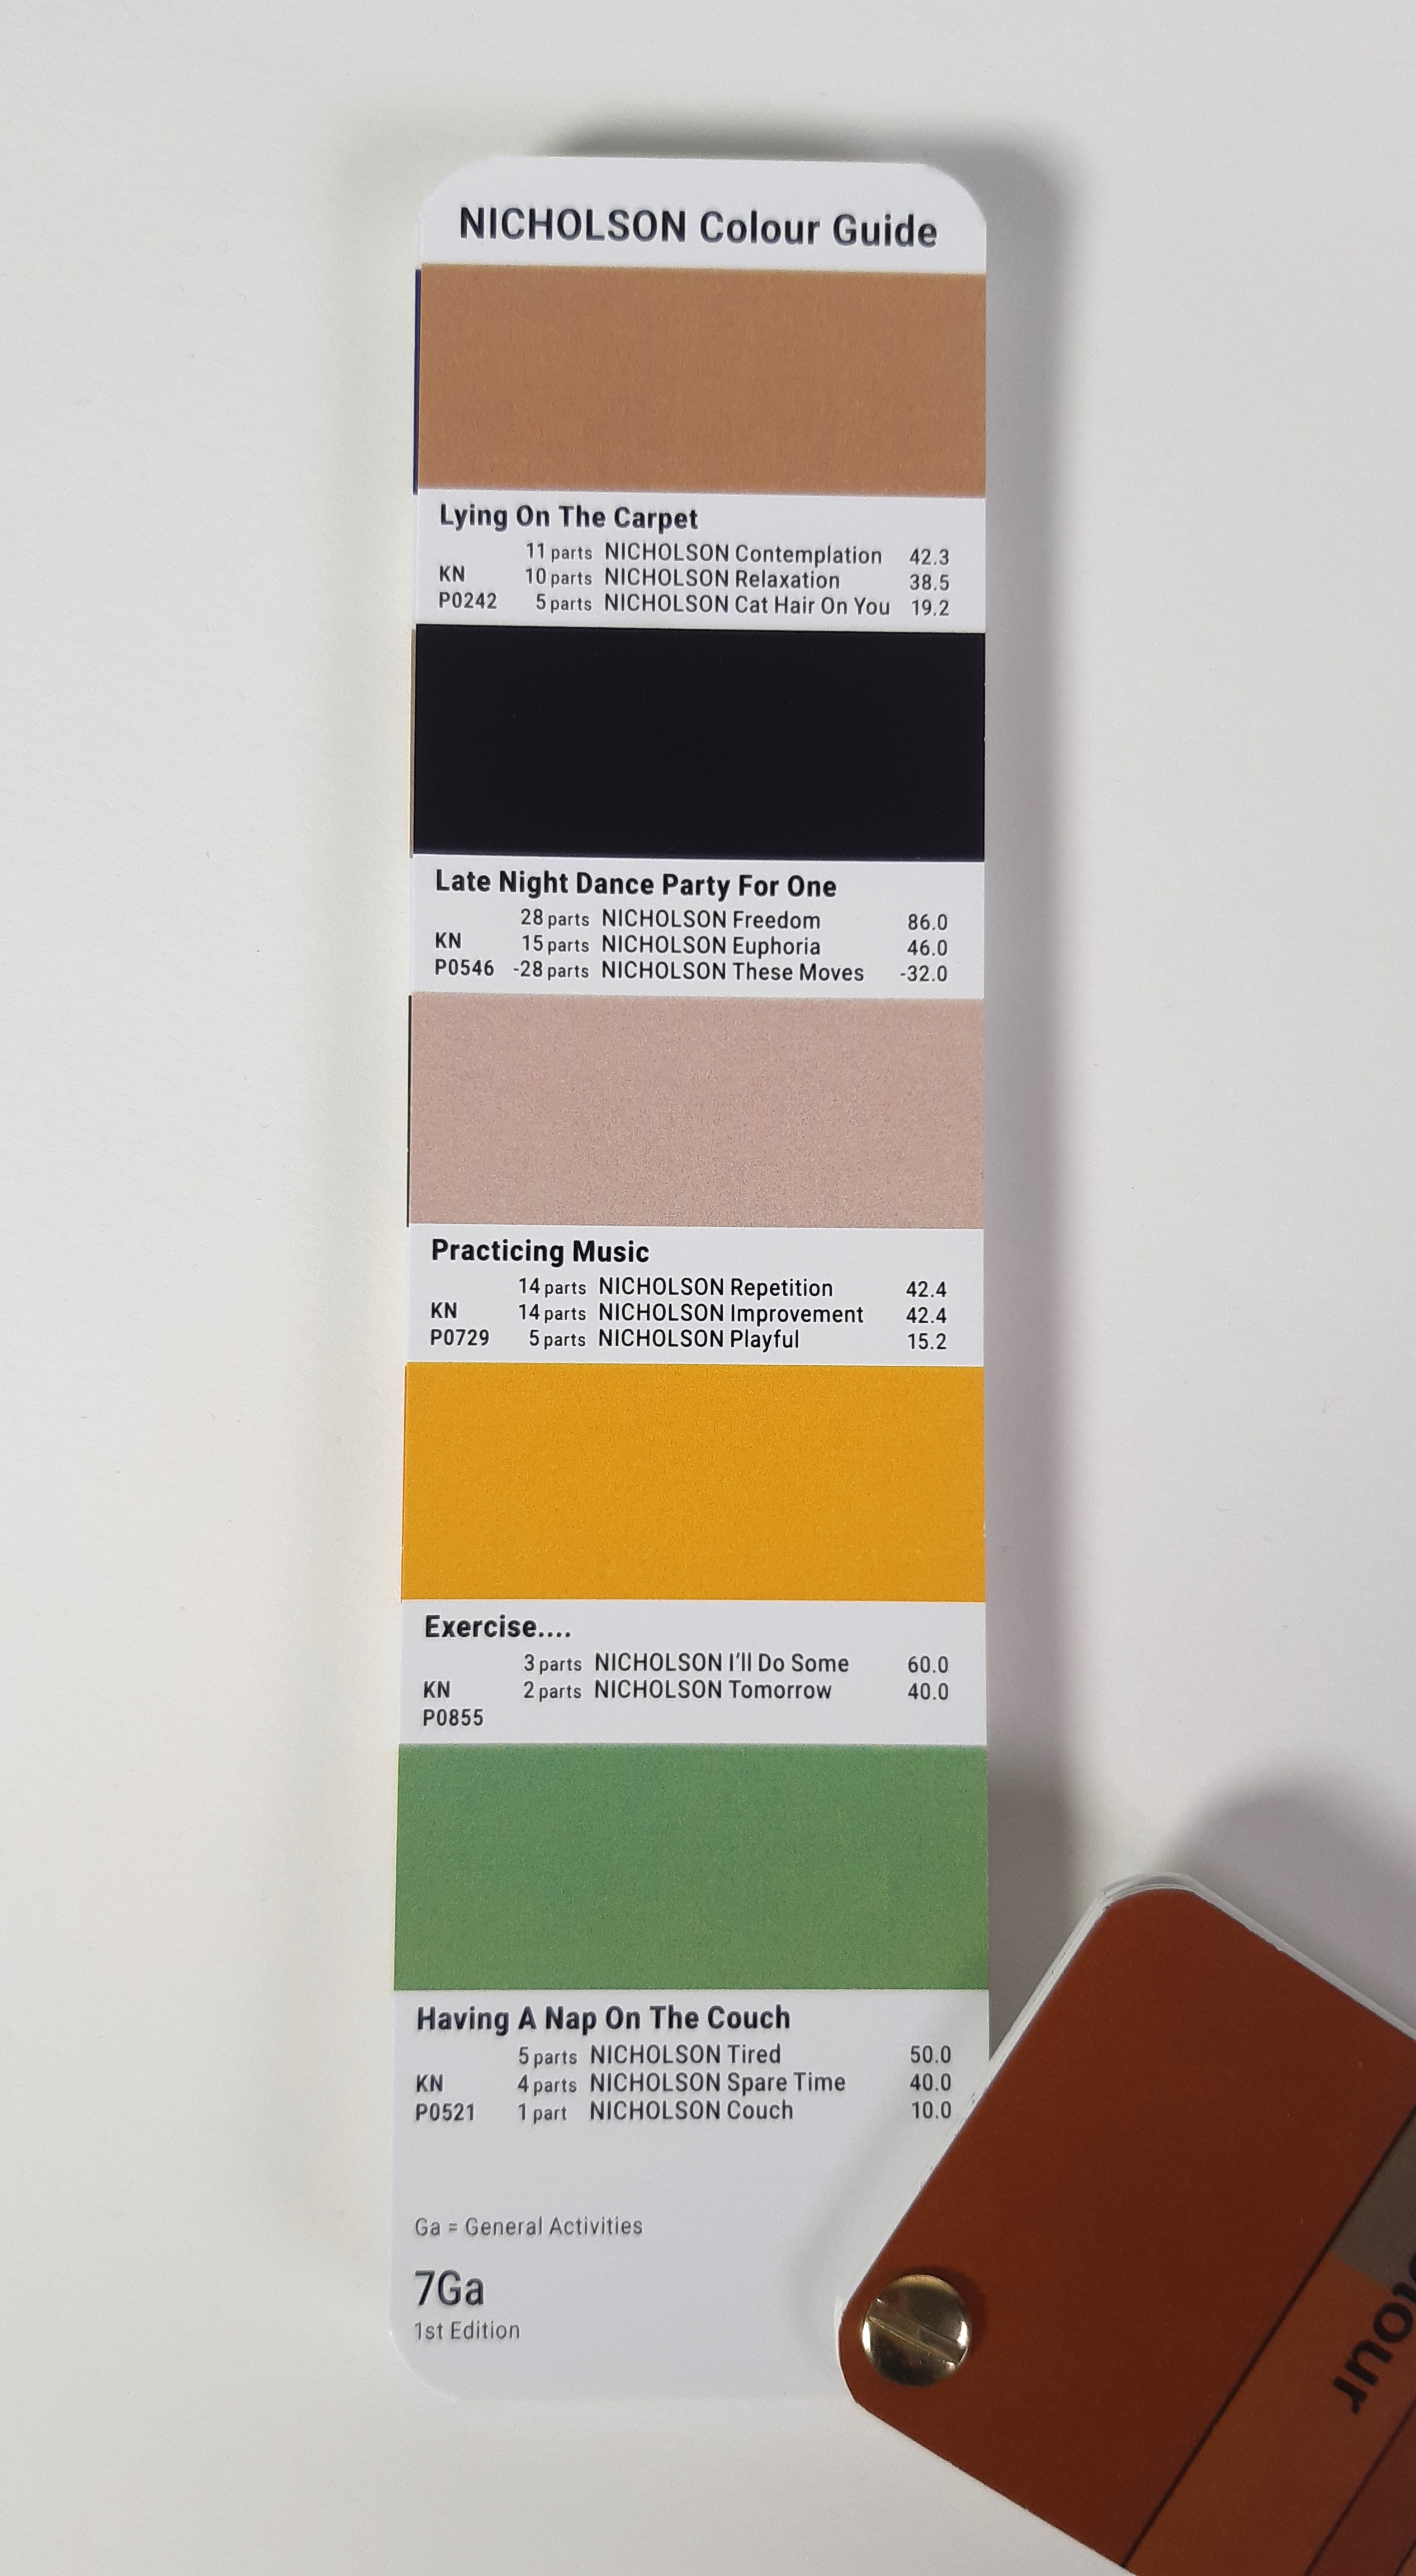 NICHOLSON Colour Guide
Lying On The Carpet
11 parts NICHOLSON Contemplation 42.3
KN 10 parts NICHOLSON Relaxation 38.5
P0242 5 parts NICHOLSON Cat Hair On You 19.2
Late Night Dance Party For One
28 parts NICHOLSON Freedom 86.0
KN 15 parts NICHOLSON Euphoria 46.0
P0546 -28 parts NICHOLSON These Moves -32.0
Practicing Music
14 parts NICHOLSON Repetition 42.4
KN 14 parts NICHOLSON Improvement 42.4
P0729 5 parts NICHOLSON Playful 15.2
Exercise....
3 parts NICHOLSON I'll Do Some 60.0
KN 2 parts NICHOLSON Tomorrow 40.0
P0855
Having A Nap On The Couch
5 parts NICHOLSON Tired 50.0
KN 4 parts NICHOLSON Spare Time 40.0
P0521 1 part NICHOLSON Couch 10.0
Ga = General Activities
7Ga
1st Edition